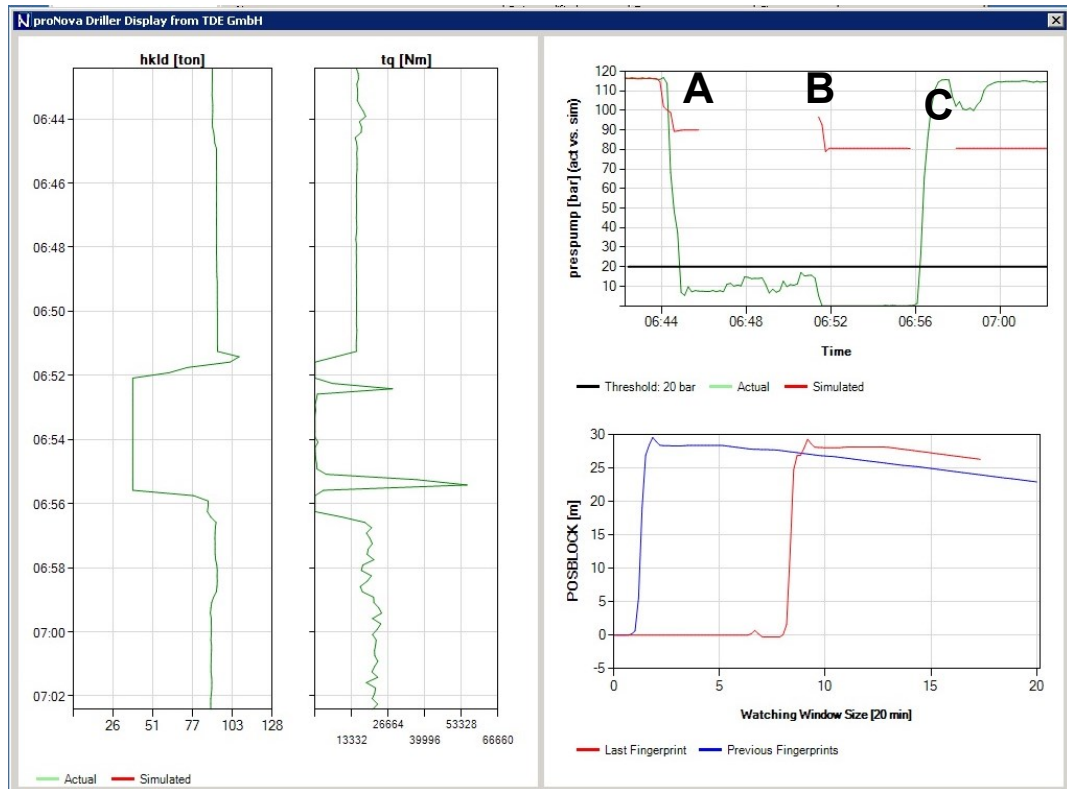 proNova Driller Display from TDE GmbH
hkld [ton]
tq [Nm]
06:44
06:46
06:48
06:50
06:52
06:54
06:56
06:58
07:00
07:02
26 51 77 103 128
26664 53328
13332 39996 66660
Actual Simulated
120
110
100
90
80
70
60
50
40
30
20
10
prespump [bar] (act vs. sim)
A B C
06:44 06:48 06:52 06:56 07:00
Time
Threshold: 20 bar Actual Simulated
30
25
20
15
10
5
0
-5
POSBLOCK [m]
0 5 10 15 20
Watching Window Size [20 min]
Last Fingerprint Previous Fingerprints